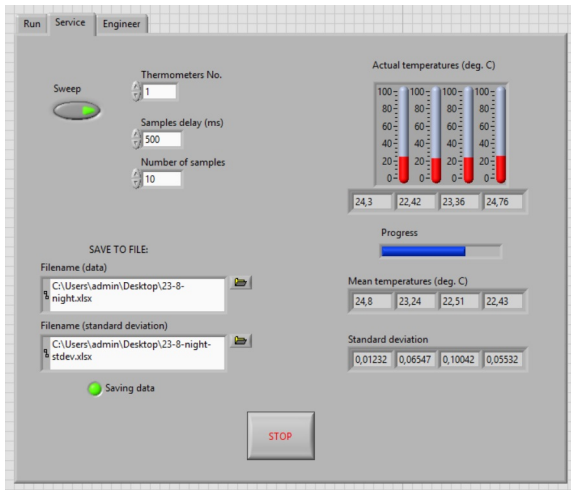 Run Service Engineer
Sweep
Thermometers No.
1
Samples delay (ms)
500
Number of samples
10
SAVE TO FILE:
Filename (data)
C:\Users\admin\Desktop\23-8-
night.xlsx
Filename (standard deviation)
C:\Users\admin\Desktop\23-8-night-
stdev.xlsx
Saving data
Actual temperatures (deg. C)
100 100 100 100
80 80 80 80
60 60 60 60
40 40 40 40
20 20 20 20
0 0 0 0
24,3 22,42 23,36 24,76
Progress
Mean temperatures (deg. C)
24,8 23,24 22,51 22,43
Standard deviation
0,01232 0,06547 0,10042 0,05532
STOP